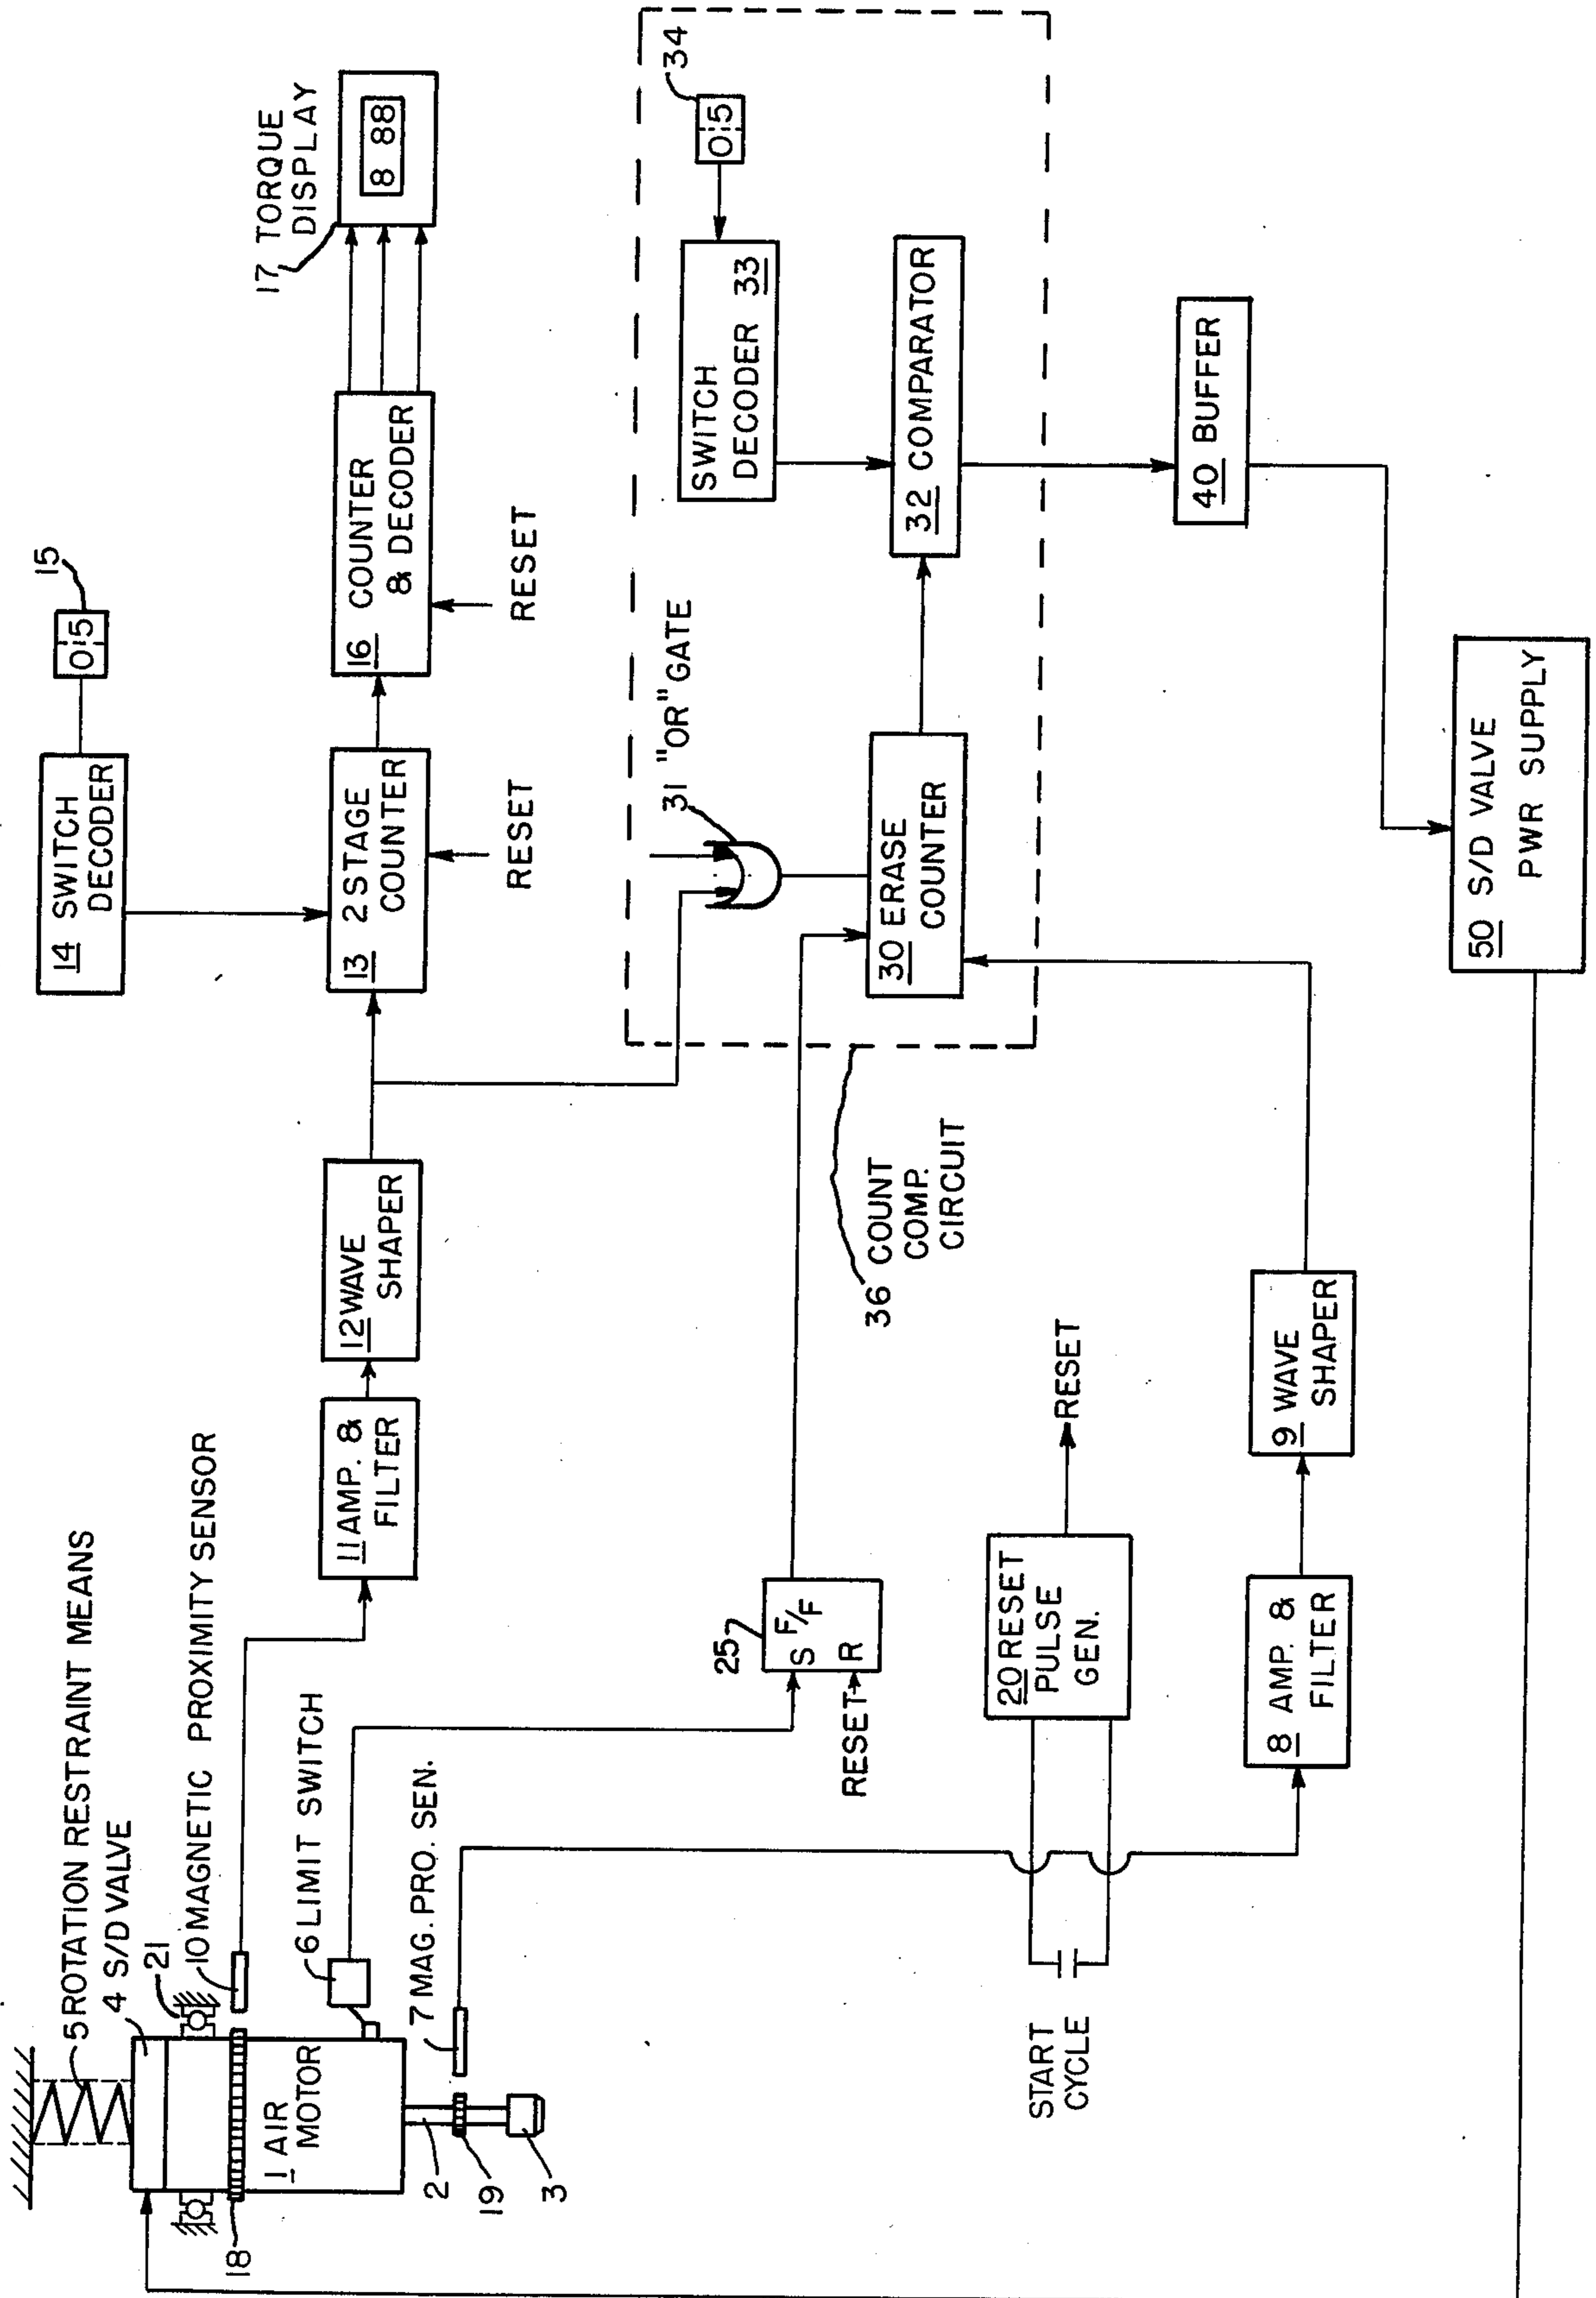 5 ROTATION RESTRAINT MEANS
4 S/D VALVE
21
10 MAGNETIC PROXIMITY SENSOR
18
1 AIR
MOTOR
6 LIMIT SWITCH
7 MAG. PRO. SEN.
2
19
3
11 AMP. &
FILTER
12 WAVE
SHAPER
14 SWITCH
DECODER
15
0 5
13 2 STAGE
COUNTER
RESET
16 COUNTER
& DECODER
RESET
17 TORQUE
DISPLAY
8 88
25
S F/F
R
RESET
31 "OR" GATE
30 ERASE
COUNTER
34
0 5
SWITCH
DECODER 33
32 COMPARATOR
36 COUNT
COMP.
CIRCUIT
START
CYCLE
20 RESET
PULSE
GEN.
RESET
8 AMP. &
FILTER
9 WAVE
SHAPER
40 BUFFER
50 S/D VALVE
PWR SUPPLY